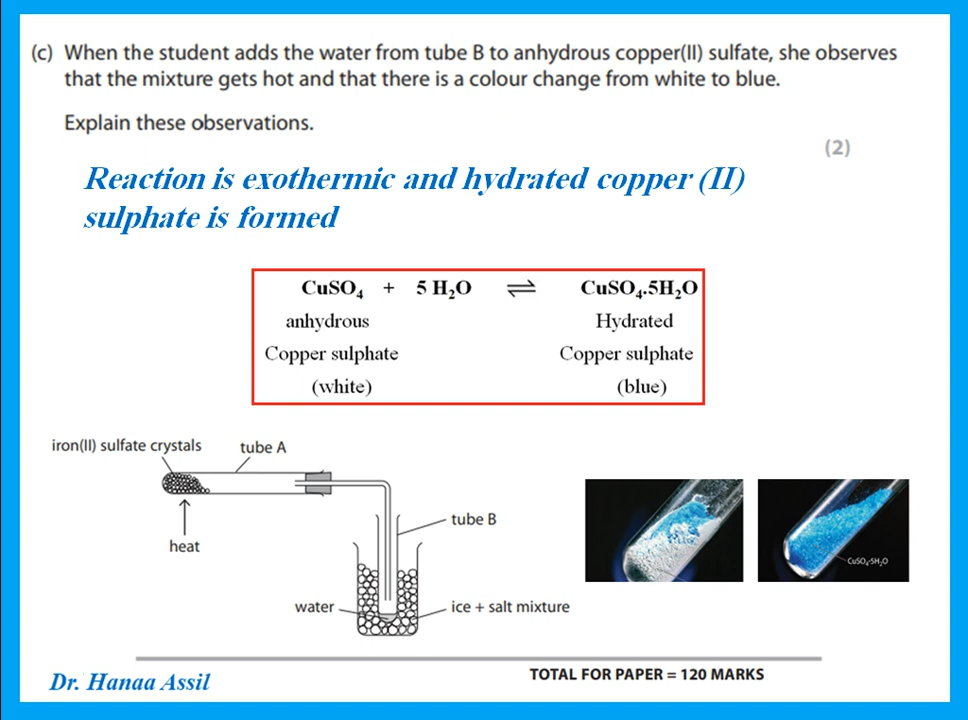 (c) When the student adds the water from tube B to anhydrous copper(II) sulfate, she observes
that the mixture gets hot and that there is a colour change from white to blue.
Explain these observations.
(2)
Reaction is exothermic and hydrated copper (II)
sulphate is formed
CuSO₄ + 5 H₂O ⇌ CuSO₄.5H₂O
anhydrous Hydrated
Copper sulphate Copper sulphate
(white) (blue)
iron(II) sulfate crystals tube A
heat
tube B
water
ice + salt mixture
CuSO₄·5H₂O
TOTAL FOR PAPER = 120 MARKS
Dr. Hanaa Assil